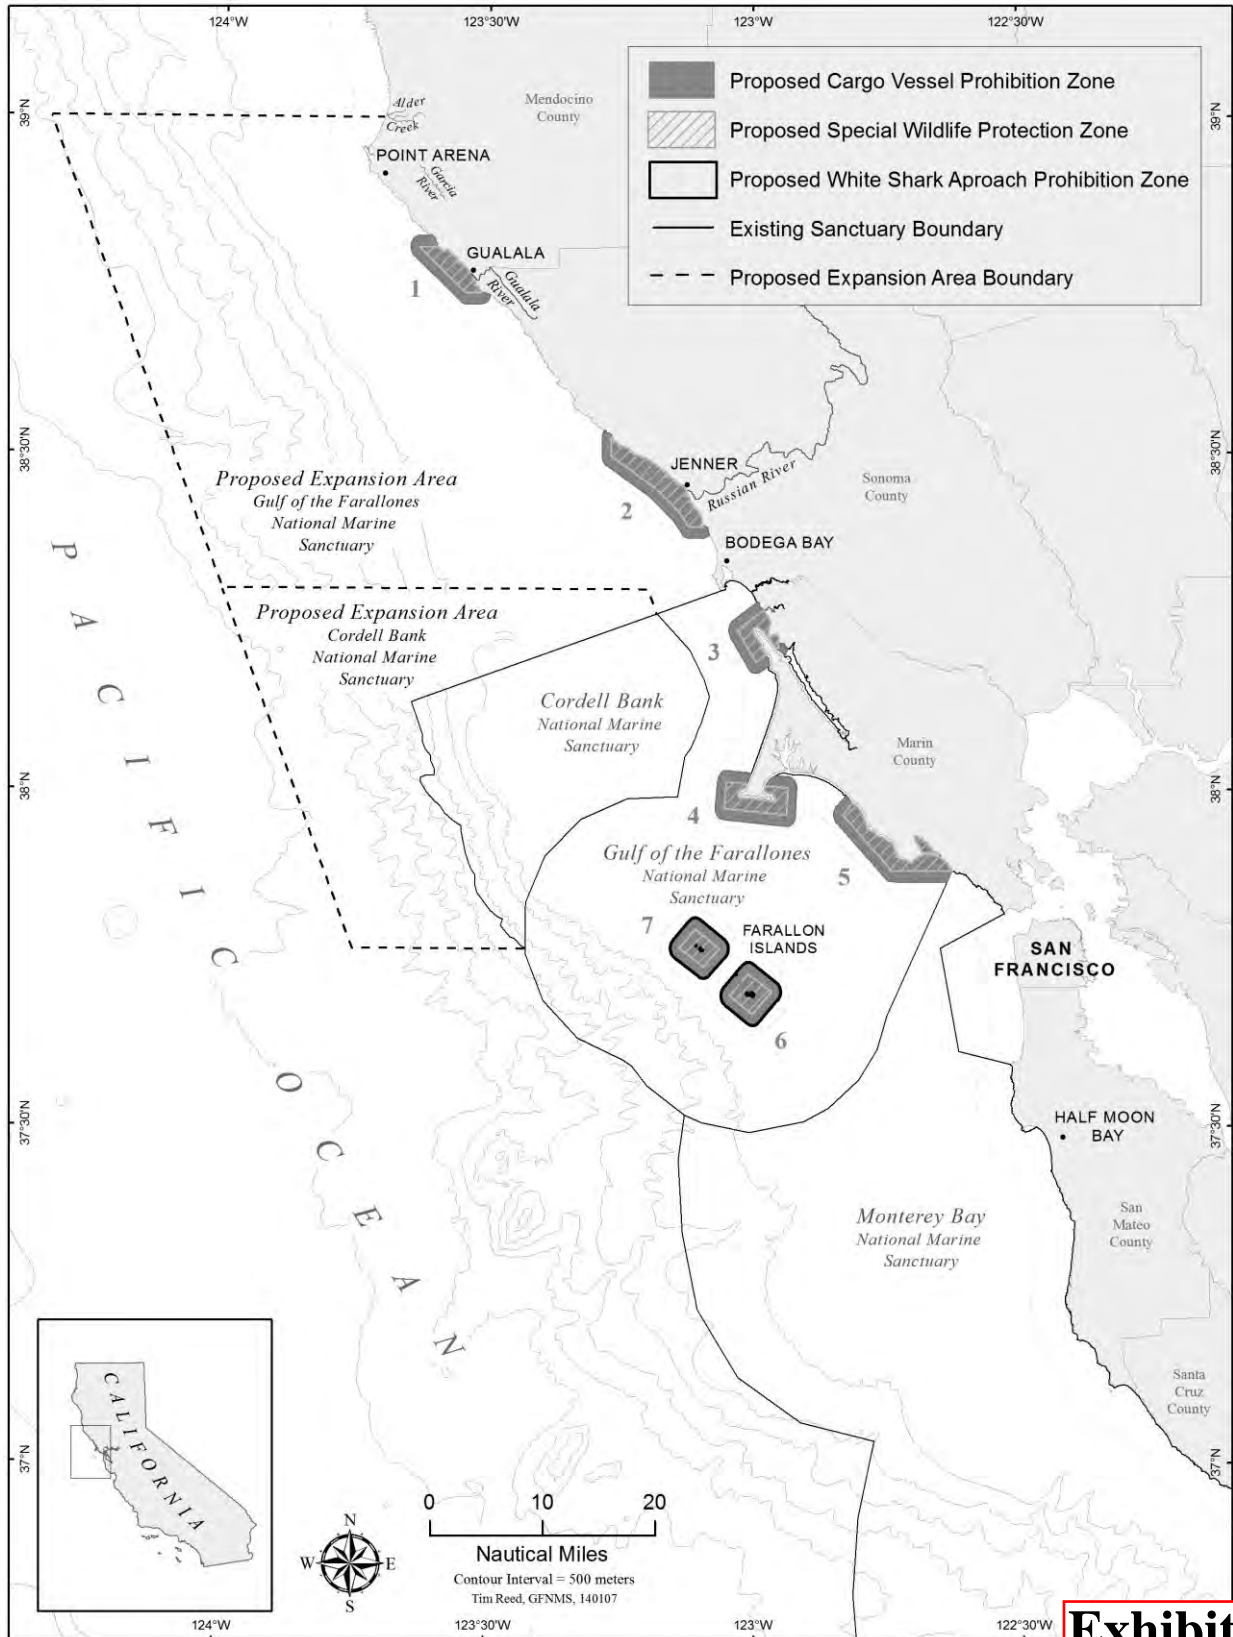 124°W
123°30'W
123°W
122°30'W
Proposed Cargo Vessel Prohibition Zone
Proposed Special Wildlife Protection Zone
Proposed White Shark Aproach Prohibition Zone
Existing Sanctuary Boundary
Proposed Expansion Area Boundary
39°N
39°N
Alder
Creek
Mendocino
County
POINT ARENA
Garcia
River
GUALALA
Gualala
River
1
38°30'N
38°30'N
JENNER
Russian River
Sonoma
County
2
Proposed Expansion Area
Gulf of the Farallones
National Marine
Sanctuary
BODEGA BAY
Proposed Expansion Area
Cordell Bank
National Marine
Sanctuary
3
PACIFIC OCEAN
Cordell Bank
National Marine
Sanctuary
Marin
County
38°N
38°N
4
Gulf of the Farallones
National Marine
Sanctuary
5
7
FARALLON
ISLANDS
6
SAN
FRANCISCO
37°30'N
37°30'N
HALF MOON
BAY
Monterey Bay
National Marine
Sanctuary
San
Mateo
County
Santa
Cruz
County
CALIFORNIA
37°N
37°N
0 10 20
Nautical Miles
Contour Interval = 500 meters
Tim Reed, GFNMS, 140107
N
W E
S
124°W
123°30'W
123°W
122°30'W
Exhibit